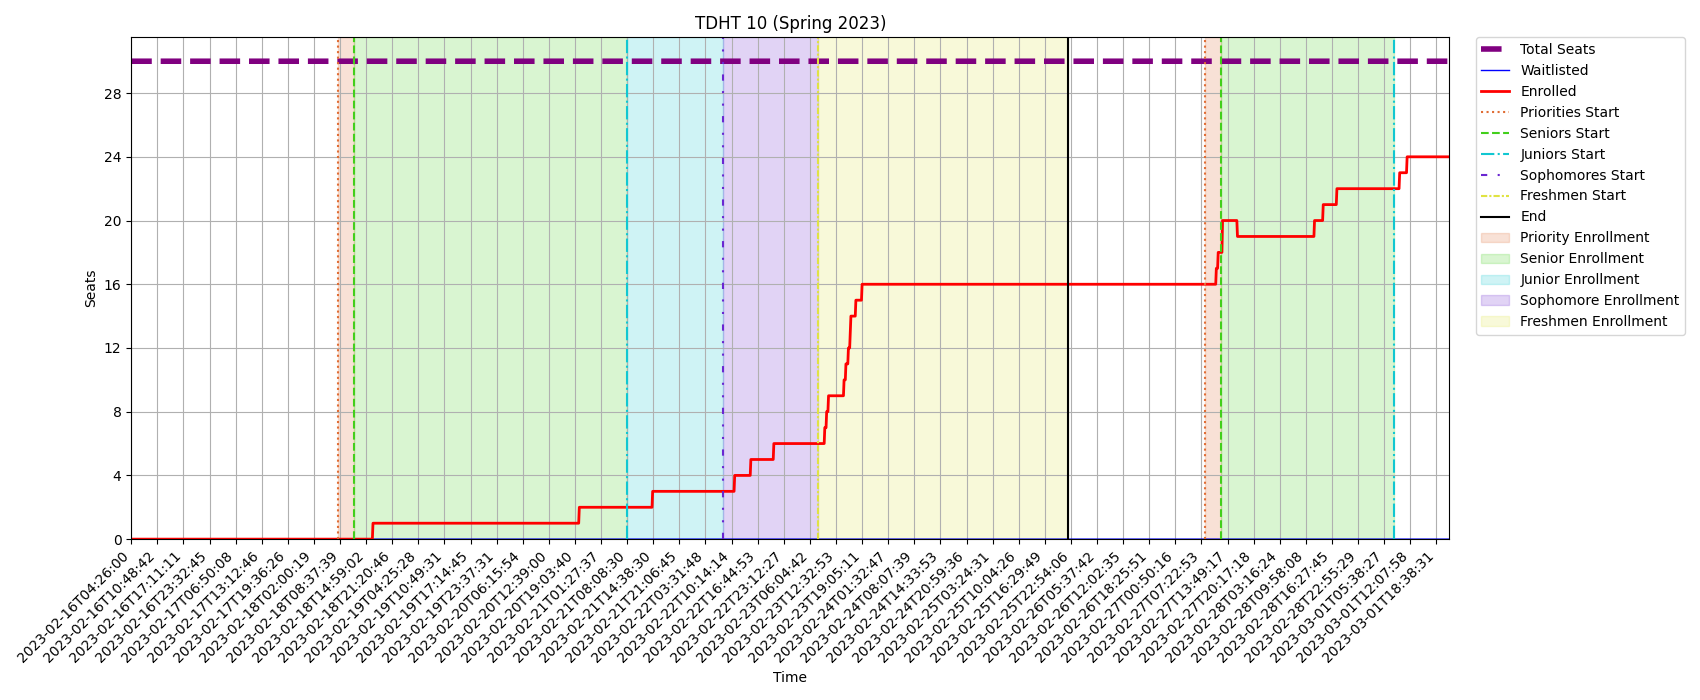 TDHT 10 (Spring 2023)
Seats
28
24
20
16
12
8
4
0
2023-02-16T04:26:00
2023-02-16T10:48:42
2023-02-16T17:11:11
2023-02-16T23:32:45
2023-02-17T06:50:08
2023-02-17T13:12:46
2023-02-17T19:36:26
2023-02-18T02:00:19
2023-02-18T08:37:39
2023-02-18T14:59:02
2023-02-18T21:20:46
2023-02-19T04:25:28
2023-02-19T10:49:31
2023-02-19T17:14:45
2023-02-19T23:37:31
2023-02-20T06:15:54
2023-02-20T12:39:00
2023-02-20T19:03:40
2023-02-21T01:27:37
2023-02-21T08:08:30
2023-02-21T14:38:30
2023-02-21T21:06:45
2023-02-22T03:31:48
2023-02-22T10:14:14
2023-02-22T16:44:53
2023-02-22T23:12:27
2023-02-23T06:04:42
2023-02-23T12:32:53
2023-02-23T19:05:11
2023-02-24T01:32:47
2023-02-24T08:07:39
2023-02-24T14:33:53
2023-02-24T20:59:36
2023-02-25T03:24:31
2023-02-25T10:04:26
2023-02-25T16:29:49
2023-02-25T22:54:06
2023-02-26T05:37:42
2023-02-26T12:02:35
2023-02-26T18:25:51
2023-02-27T00:50:16
2023-02-27T07:22:53
2023-02-27T13:49:17
2023-02-27T20:17:18
2023-02-28T03:16:24
2023-02-28T09:58:08
2023-02-28T16:27:45
2023-02-28T22:55:29
2023-03-01T05:38:27
2023-03-01T12:07:58
2023-03-01T18:38:31
Time
Total Seats
Waitlisted
Enrolled
Priorities Start
Seniors Start
Juniors Start
Sophomores Start
Freshmen Start
End
Priority Enrollment
Senior Enrollment
Junior Enrollment
Sophomore Enrollment
Freshmen Enrollment